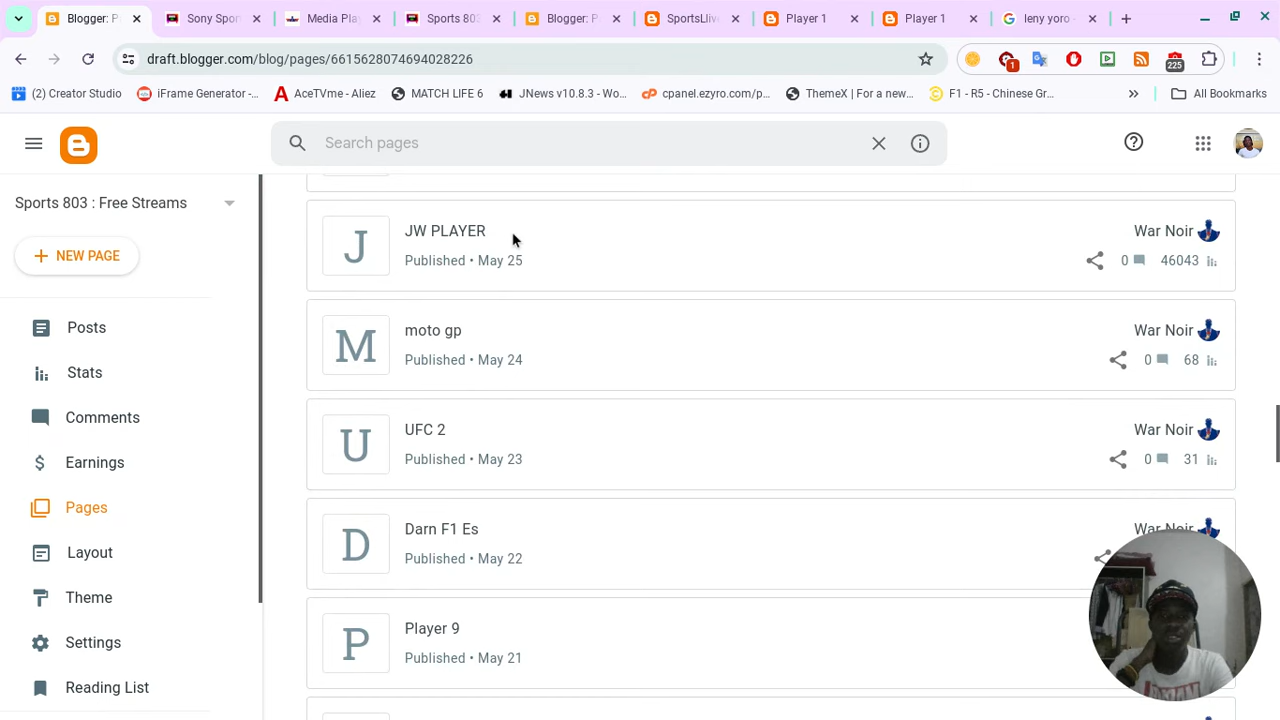 Blogger: P
Sony Spor
Media Pla
Sports 803
Blogger: P
SportsLiv
Player 1
Player 1
leny yoro
draft.blogger.com/blog/pages/6615628074694028226
1
225
(2) Creator Studio
iFrame Generator -...
AceTVme - Aliez
MATCH LIFE 6
JNews v10.8.3 - Wo...
cpanel.ezyro.com/p...
ThemeX | For a new...
F1 - R5 - Chinese Gr...
All Bookmarks
Search pages
Sports 803 : Free Streams
NEW PAGE
Posts
Stats
Comments
Earnings
Pages
Layout
Theme
Settings
Reading List
J
JW PLAYER
Published • May 25
War Noir
0
46043
M
moto gp
Published • May 24
War Noir
0
68
U
UFC 2
Published • May 23
War Noir
0
31
D
Darn F1 Es
Published • May 22
War Noir
P
Player 9
Published • May 21